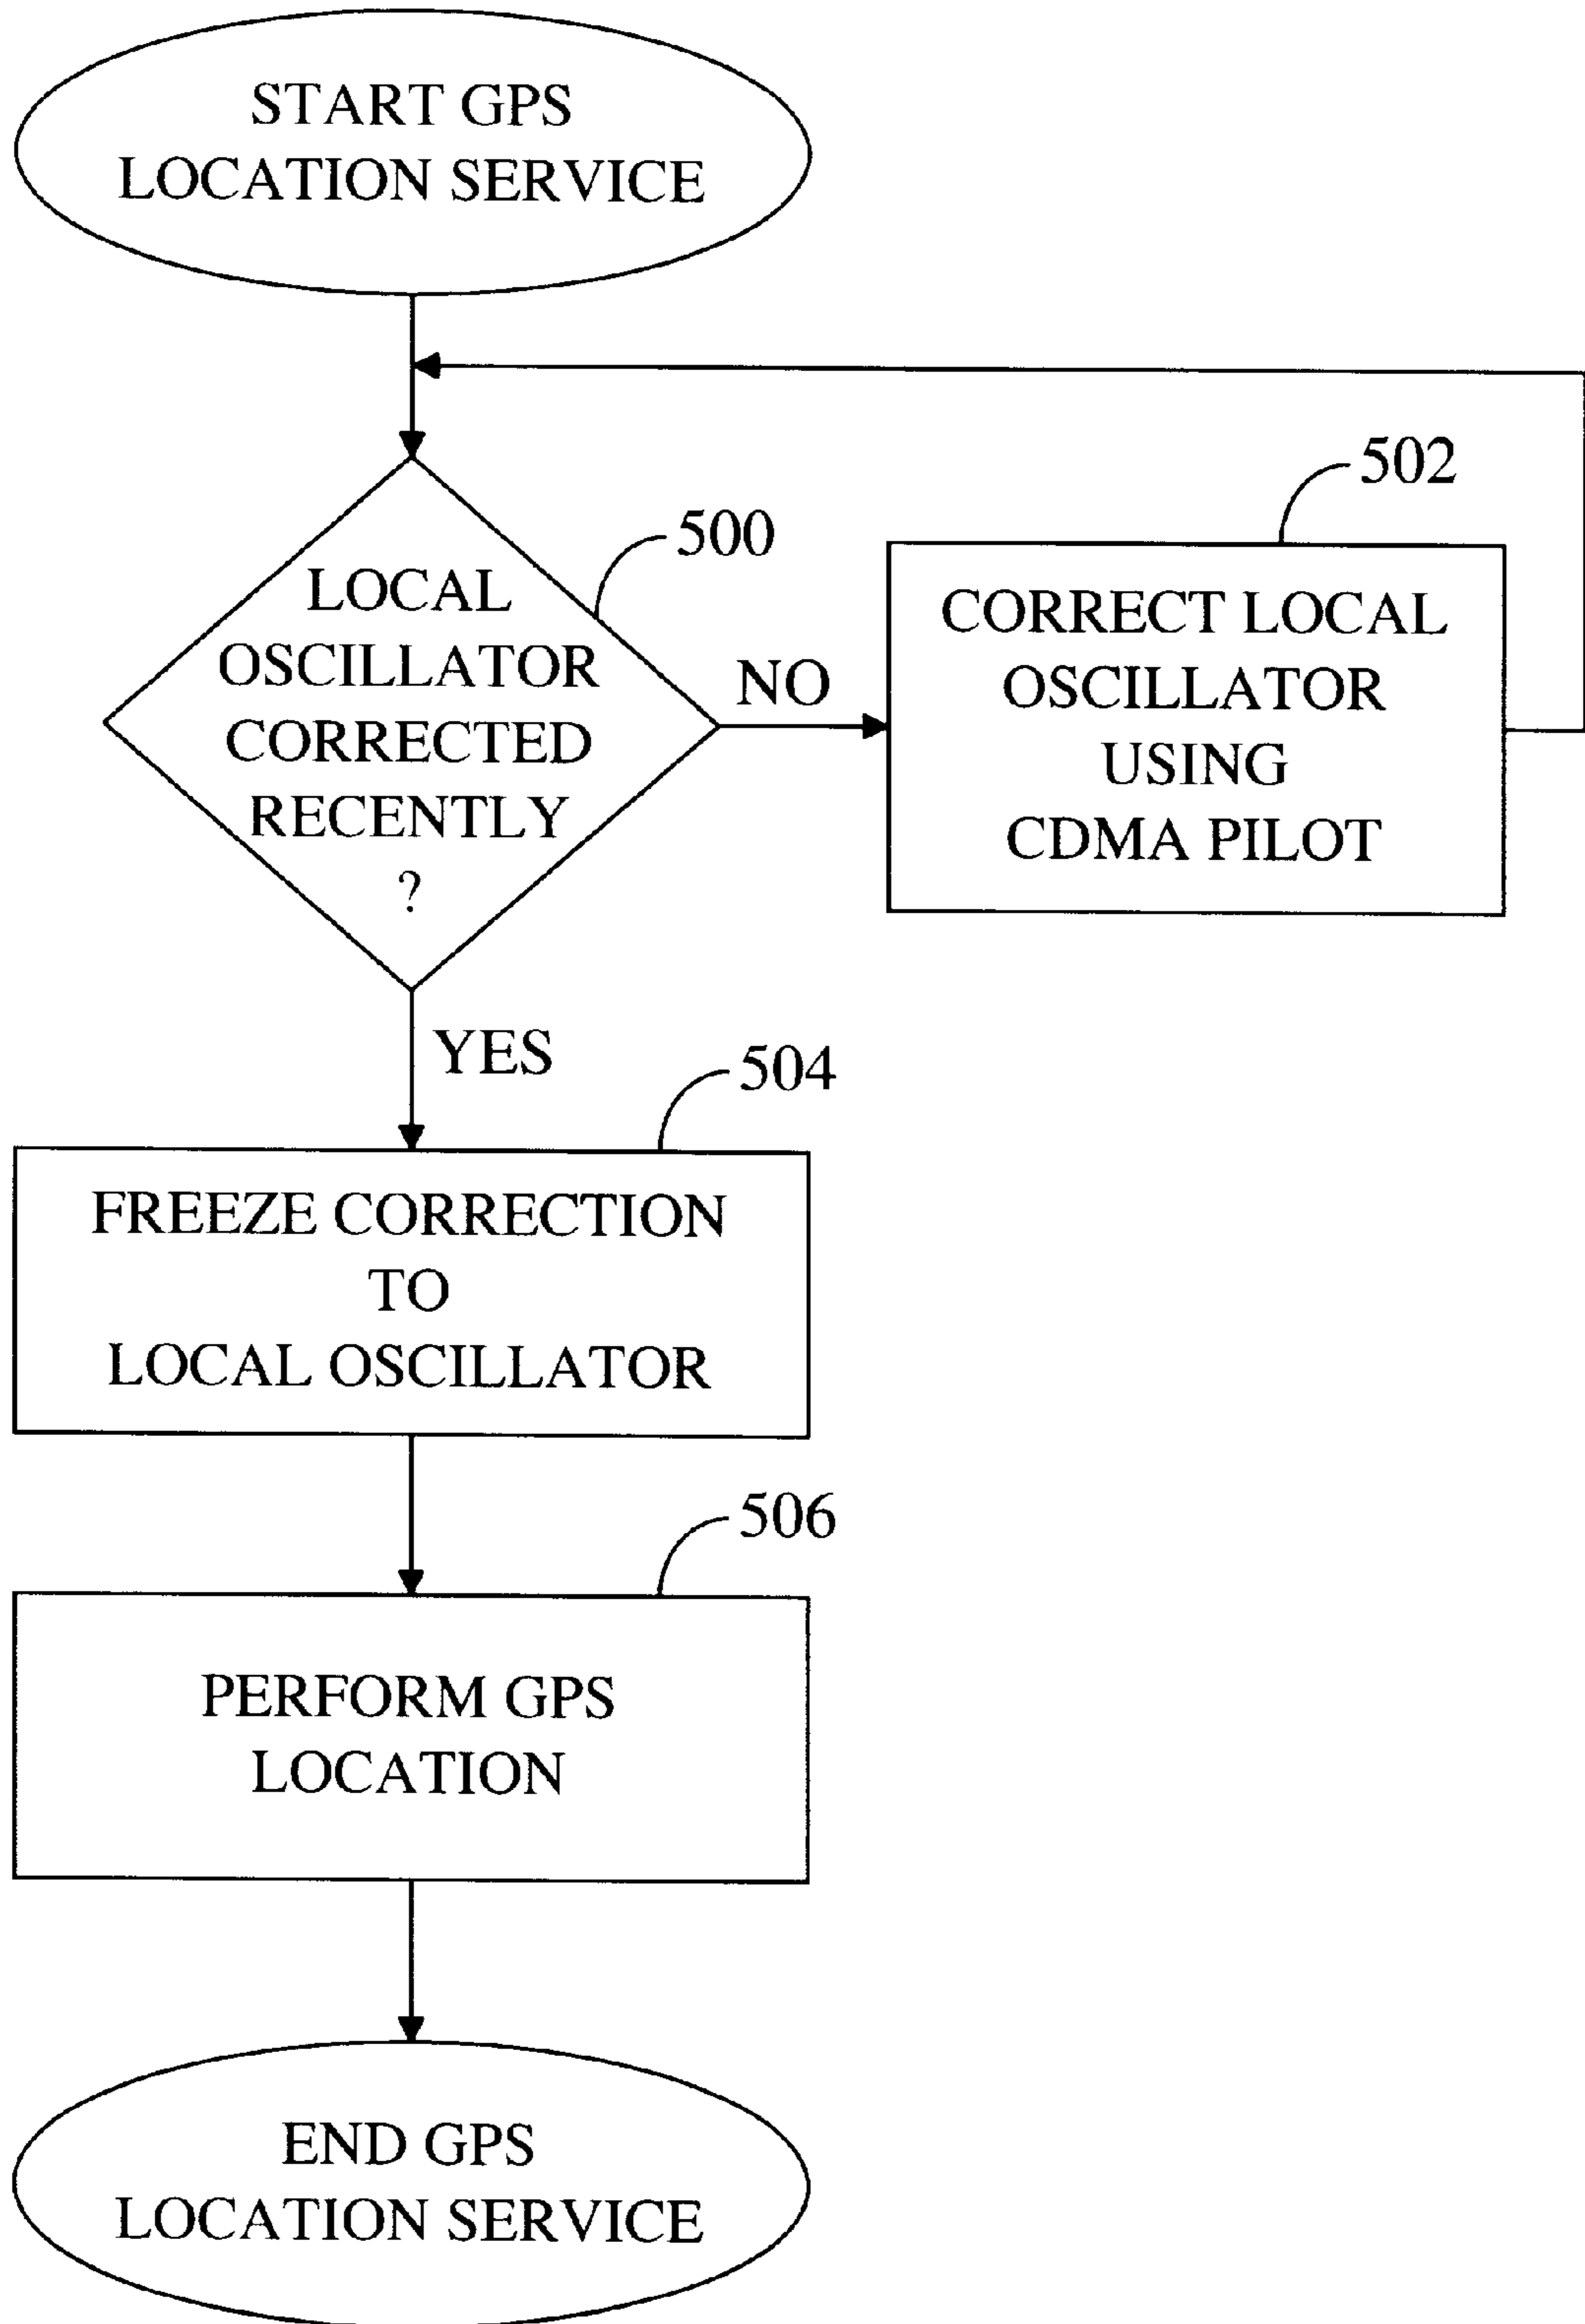 START GPS
LOCATION SERVICE
500
LOCAL
OSCILLATOR
CORRECTED
RECENTLY
?
NO
502
CORRECT LOCAL
OSCILLATOR
USING
CDMA PILOT
YES
504
FREEZE CORRECTION
TO
LOCAL OSCILLATOR
506
PERFORM GPS
LOCATION
END GPS
LOCATION SERVICE